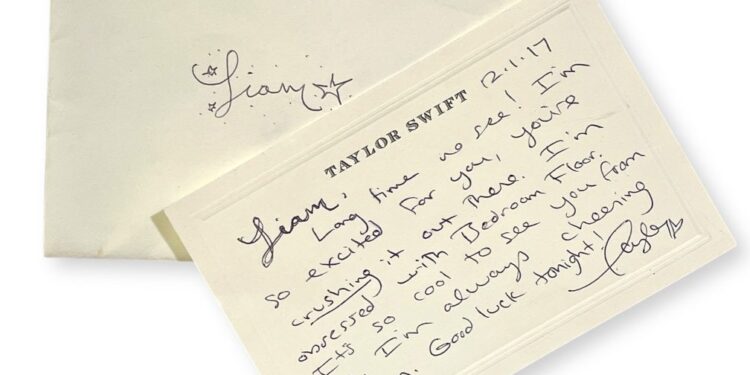 Liam
12.1.17
TAYLOR SWIFT
Liam,
Long time no see! I'm
so excited for you, you're
crushing it out there. I'm
obsessed with Bedroom Floor.
It's so cool to see you from
I'm always cheering
Good luck tonight!
Taylor